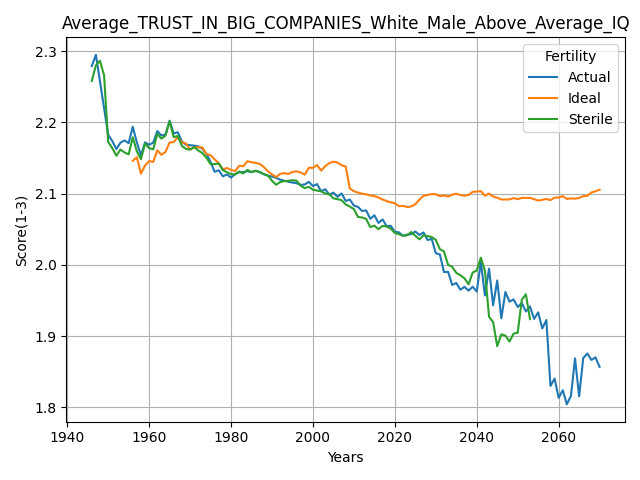 Average_TRUST_IN_BIG_COMPANIES_White_Male_Above_Average_IQ
Fertility
Actual
Ideal
Sterile
Score(1-3)
2.3
2.2
2.1
2.0
1.9
1.8
1940 1960 1980 2000 2020 2040 2060
Years